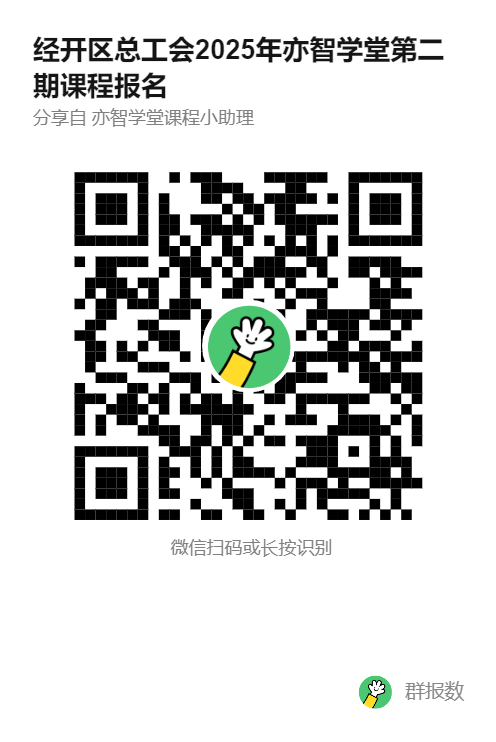 经开区总工会2025年亦智学堂第二
期课程报名
分享自 亦智学堂课程小助理
微信扫码或长按识别
群报数